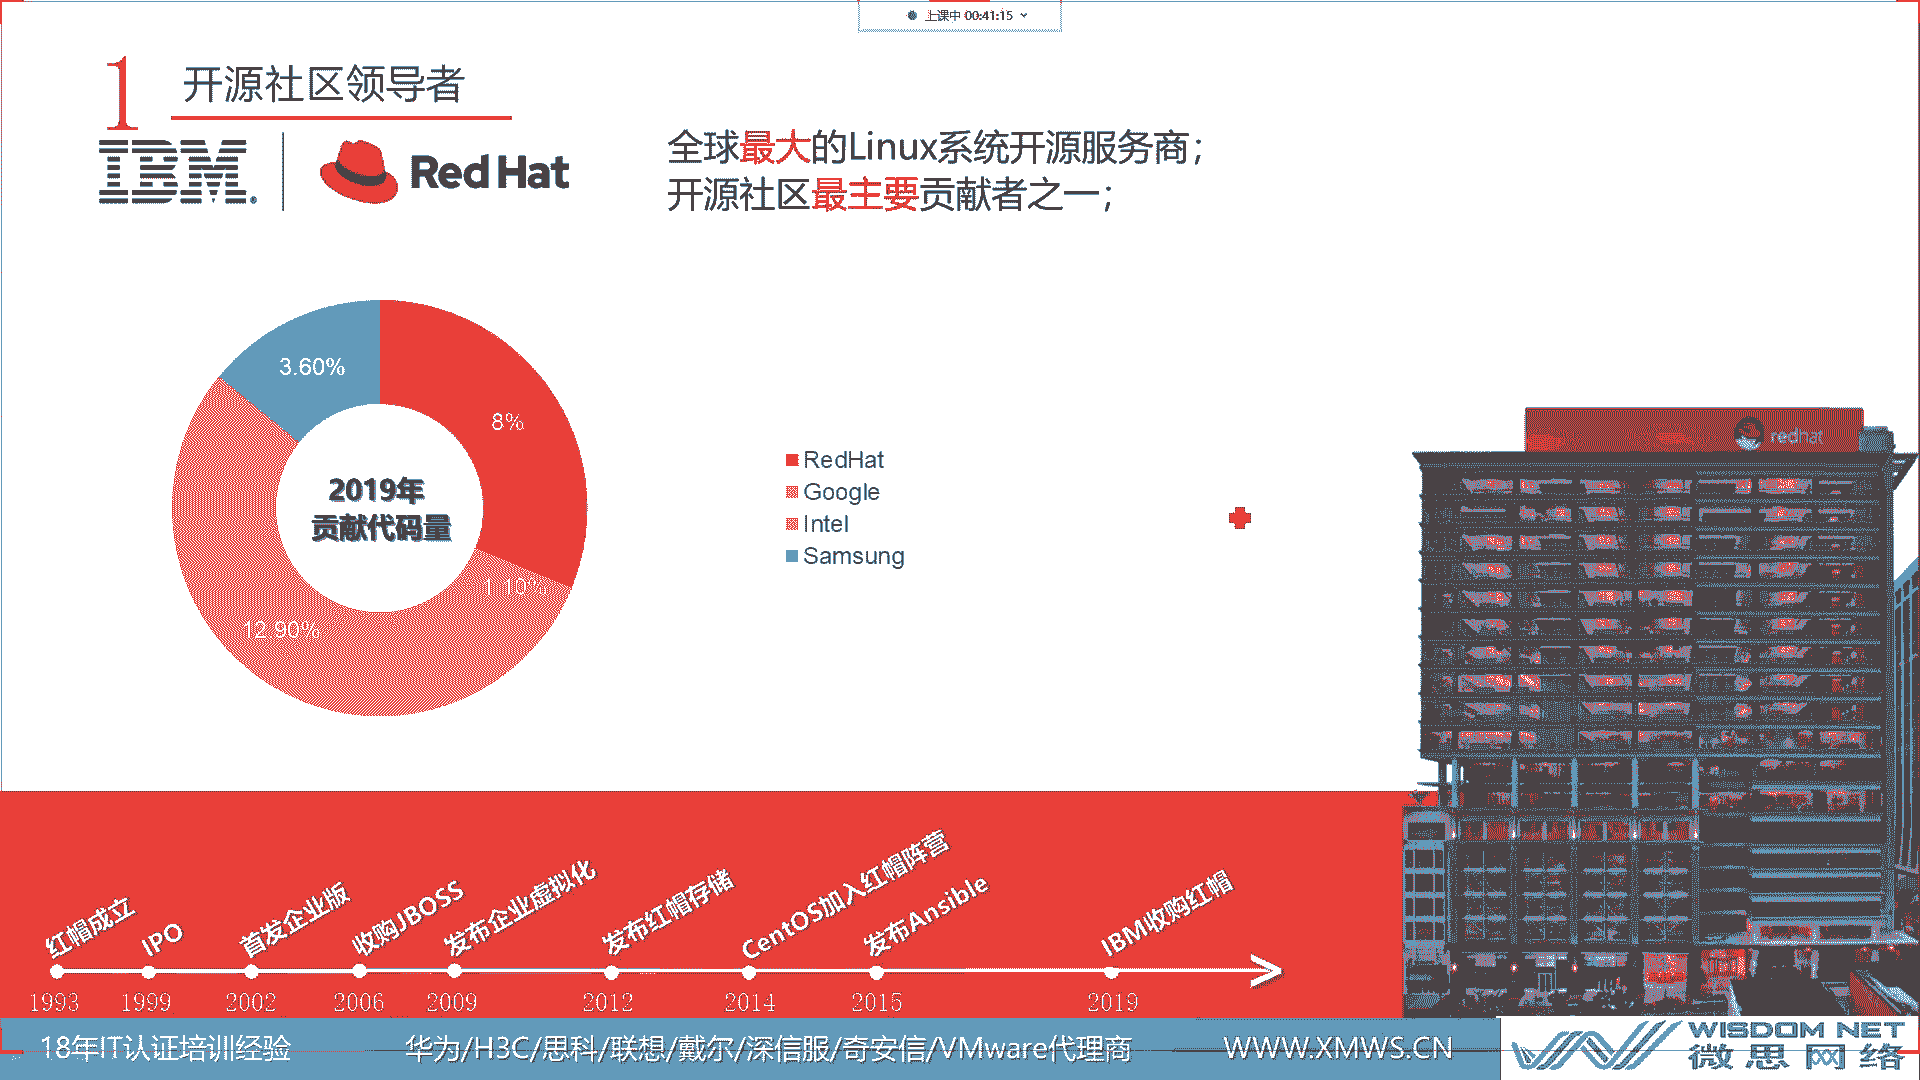 上课中 00:41:15
1 开源社区领导者
IBM
Red Hat
全球最大的Linux系统开源服务商；
开源社区最主要贡献者之一；
3.60%
8%
1.10%
12.90%
2019年
贡献代码量
RedHat
Google
Intel
Samsung
redhat
红帽成立
IPO
首发企业版
收购JBOSS
发布企业虚拟化
发布红帽存储
CentOS加入红帽阵营
发布Ansible
IBM收购红帽
1993 1999 2002 2006 2009 2012 2014 2015 2019
18年IT认证培训经验 华为/H3C/思科/联想/戴尔/深信服/奇安信/VMware代理商 WWW.XMWS.CN
WISDOM NET
微思网络